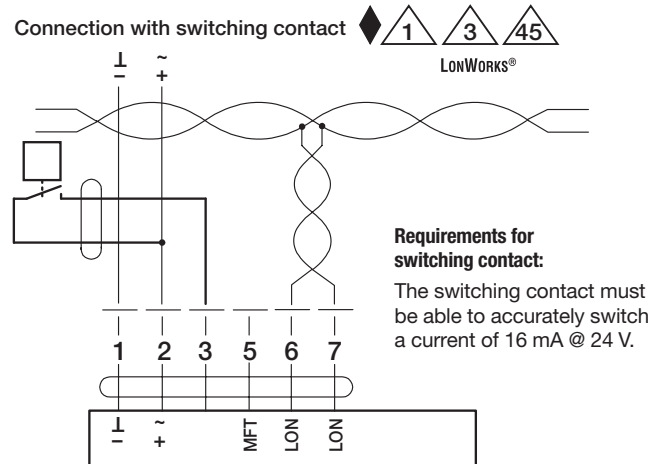 Connection with switching contact 1 3 45
LONWORKS®
⊥ ~
– +
Requirements for
switching contact:
The switching contact must
be able to accurately switch
a current of 16 mA @ 24 V.
1 2 3 5 6 7
⊥ ~ MFT LON LON
– +